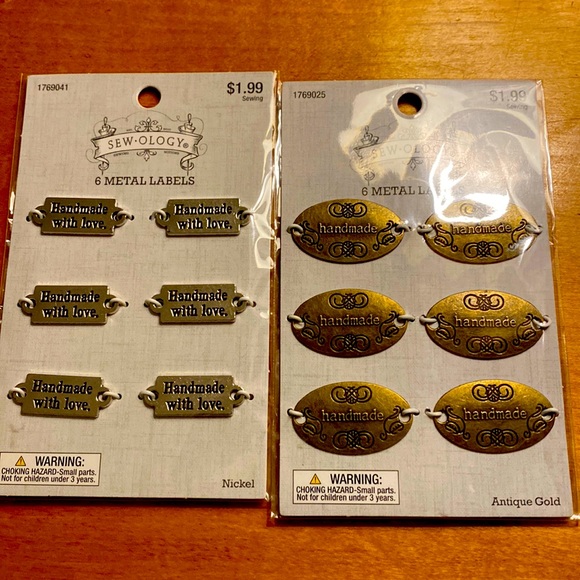 1769041
$1.99
Sewing
SEW•OLOGY®
6 METAL LABELS
Handmade
with love.
Handmade
with love.
Handmade
with love.
Handmade
with love.
Handmade
with love.
Handmade
with love.
WARNING:
CHOKING HAZARD-Small parts.
Not for children under 3 years.
Nickel
1769025
$1.99
Sewing
SEW•OLOGY
6 METAL LABELS
handmade
handmade
handmade
handmade
handmade
handmade
WARNING:
CHOKING HAZARD-Small parts.
Not for children under 3 years.
Antique Gold